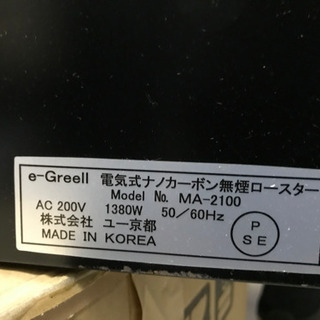 e-Greell 電気式ナノカーボン無煙ロースター
Model No. MA-2100
AC 200V 1380W 50/60Hz
株式会社 ユー京都
MADE IN KOREA
P
S E